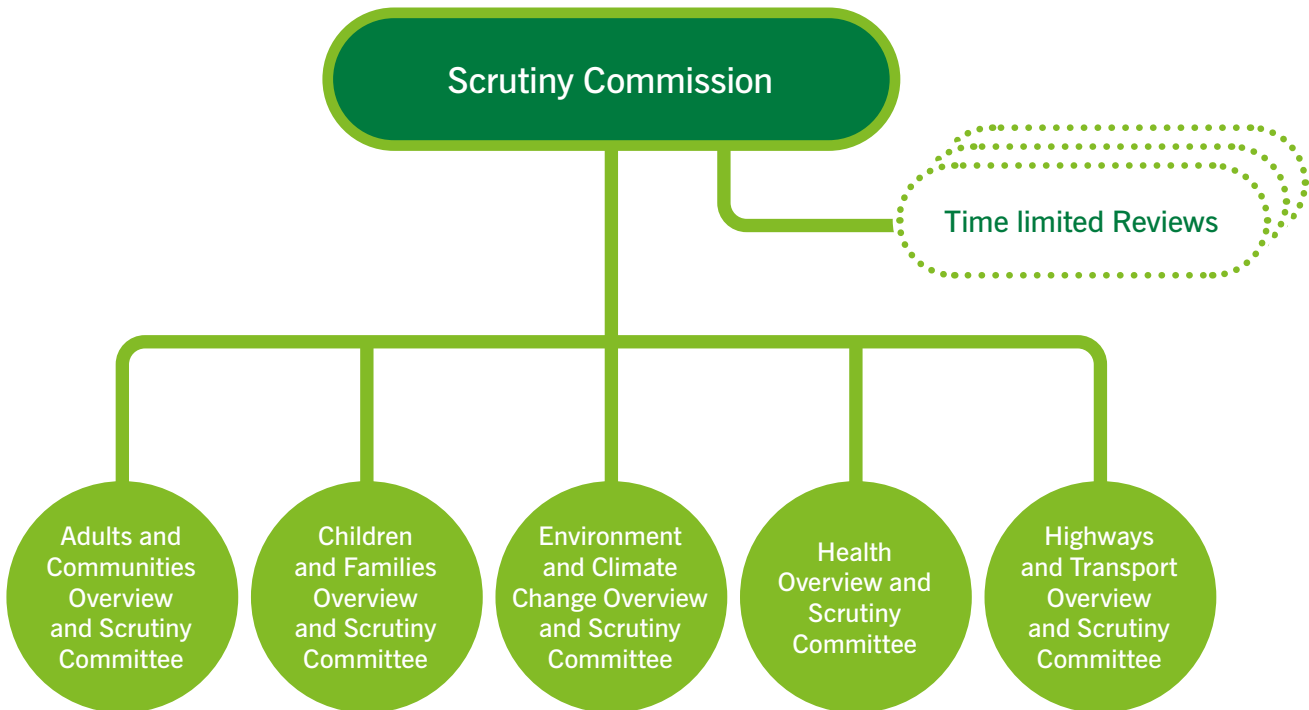 Scrutiny Commission
Time limited Reviews
Adults and
Communities
Overview
and Scrutiny
Committee
Children
and Families
Overview
and Scrutiny
Committee
Environment
and Climate
Change Overview
and Scrutiny
Committee
Health
Overview and
Scrutiny
Committee
Highways
and Transport
Overview
and Scrutiny
Committee